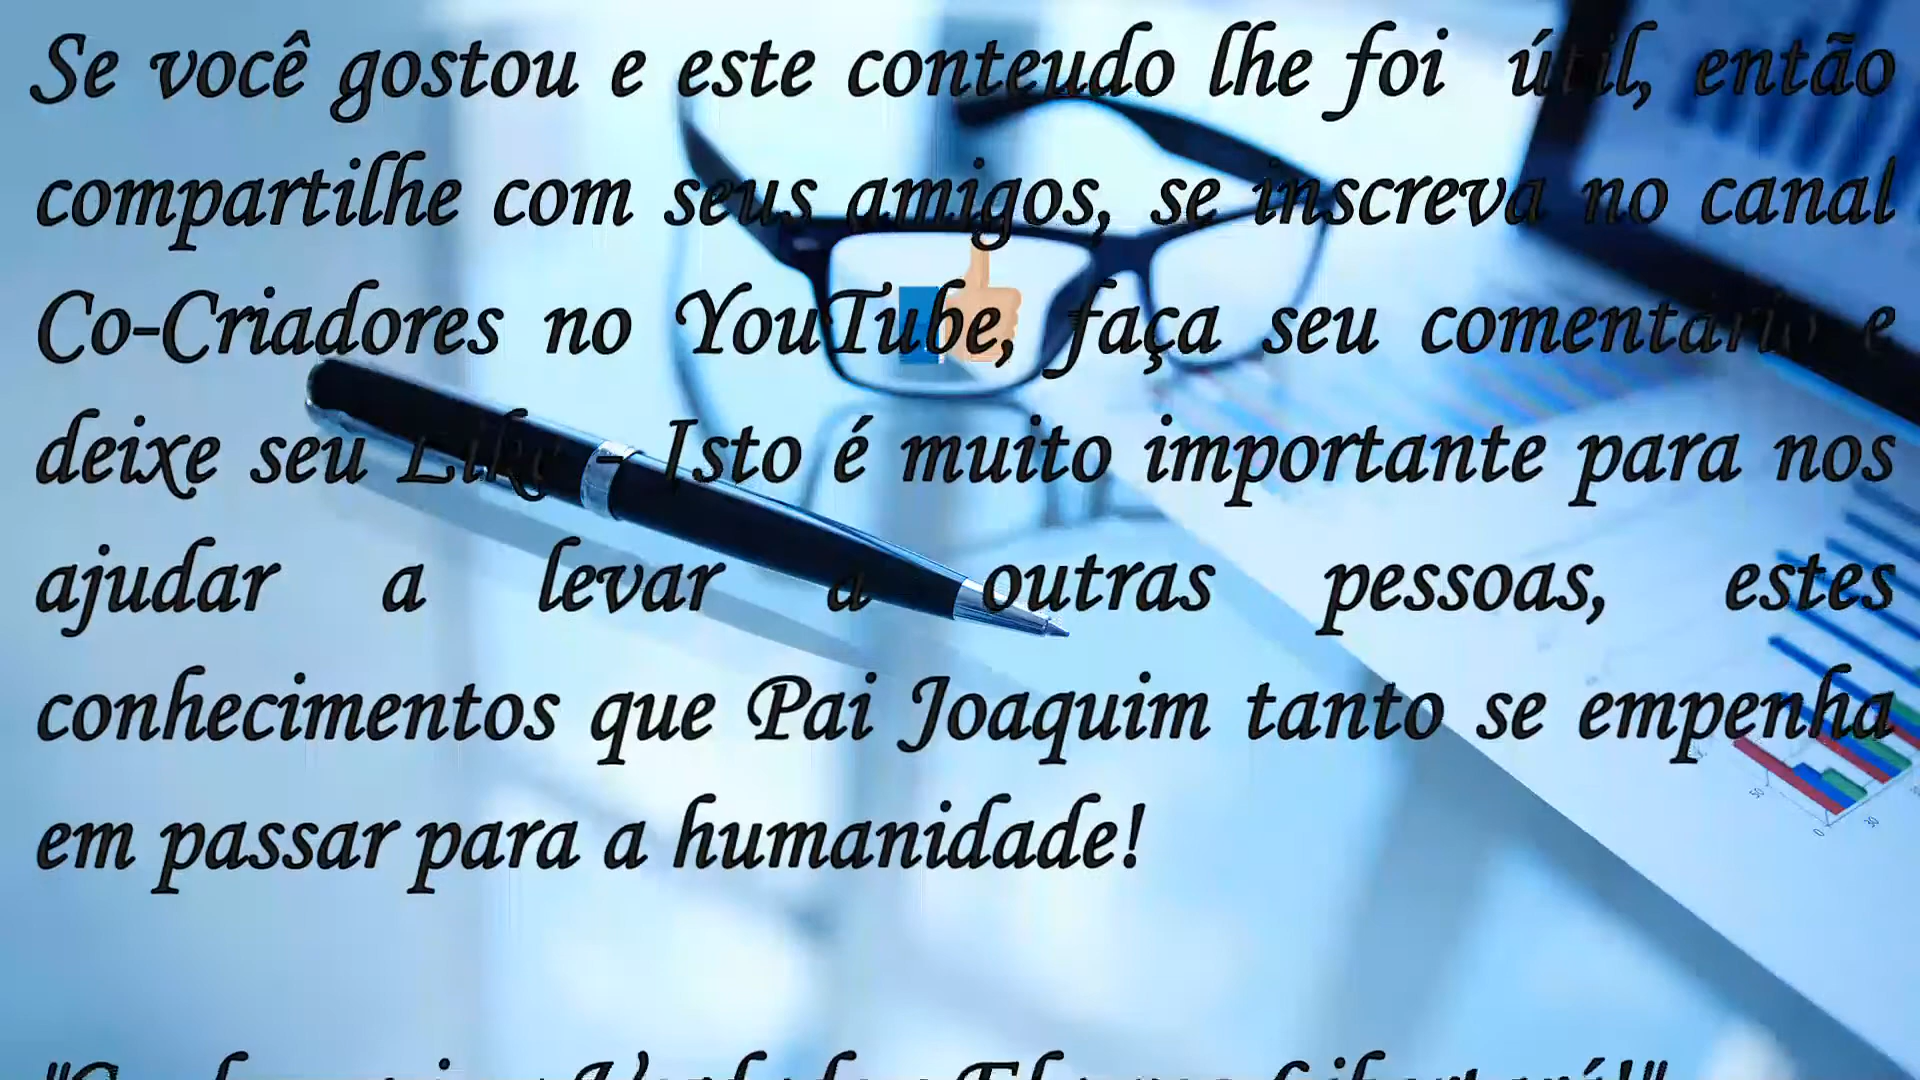 Se você gostou e este conteudo lhe foi útil, então
compartilhe com seus amigos, se inscreva no canal
Co-Criadores no YouTube, faça seu comentário e
deixe seu Like - Isto é muito importante para nos
ajudar a levar a outras pessoas, estes
conhecimentos que Pai Joaquim tanto se empenha
em passar para a humanidade!